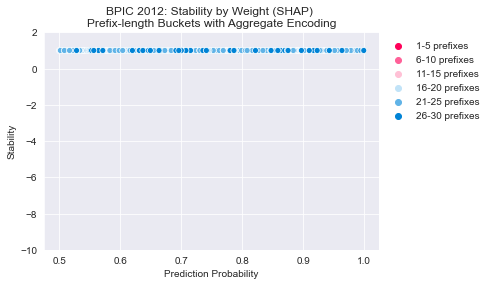 BPIC 2012: Stability by Weight (SHAP)
Prefix-length Buckets with Aggregate Encoding
2
0
−2
−4
−6
−8
−10
Stability
0.5 0.6 0.7 0.8 0.9 1.0
Prediction Probability
1-5 prefixes
6-10 prefixes
11-15 prefixes
16-20 prefixes
21-25 prefixes
26-30 prefixes